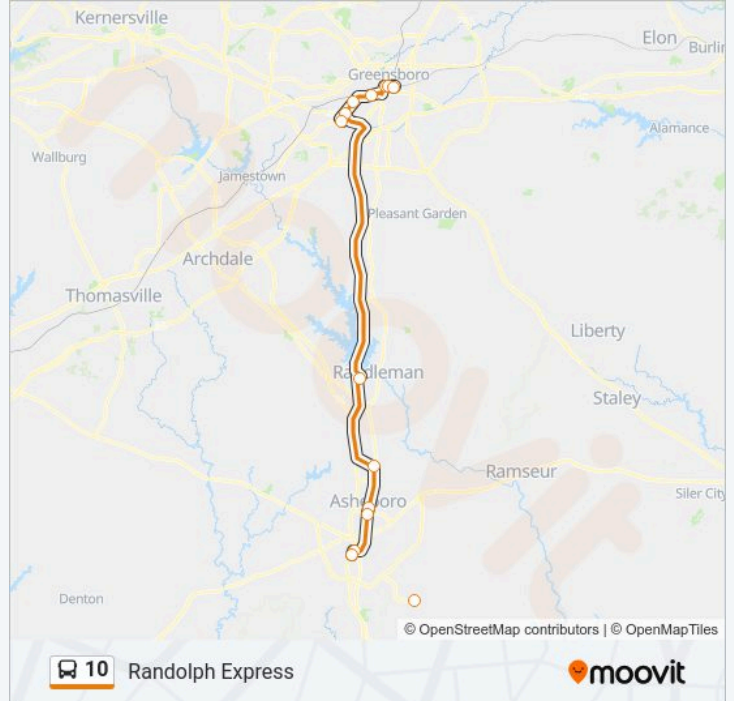 Kernersville
Elon
Burlin
Greensboro
Alamance
Wallburg
Jamestown
Pleasant Garden
Archdale
Thomasville
Liberty
Randleman
Staley
Ramseur
Asheboro
Siler City
Denton
moovit
© OpenStreetMap contributors | © OpenMapTiles
10 Randolph Express
moovit